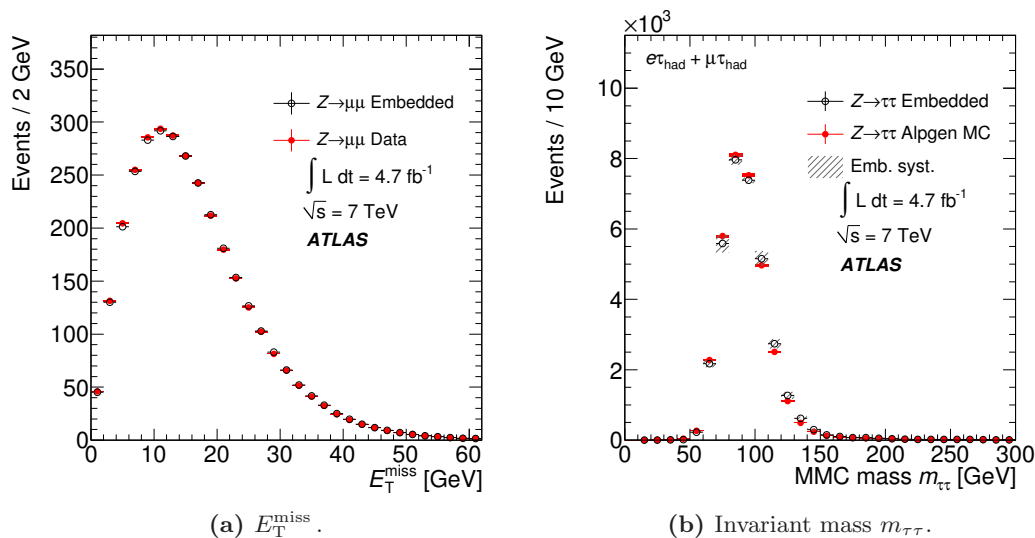 Events / 2 GeV
350
300
250
200
150
100
50
0
Z→μμ Embedded
Z→μμ Data
∫ L dt = 4.7 fb⁻¹
√s = 7 TeV
ATLAS
0 10 20 30 40 50 60
E_T^miss [GeV]
(a) E_T^miss.
×10³
Events / 10 GeV
10
8
6
4
2
0
eτ_had + μτ_had
Z→ττ Embedded
Z→ττ Alpgen MC
Emb. syst.
∫ L dt = 4.7 fb⁻¹
√s = 7 TeV
ATLAS
0 50 100 150 200 250 300
MMC mass m_ττ [GeV]
(b) Invariant mass m_ττ.